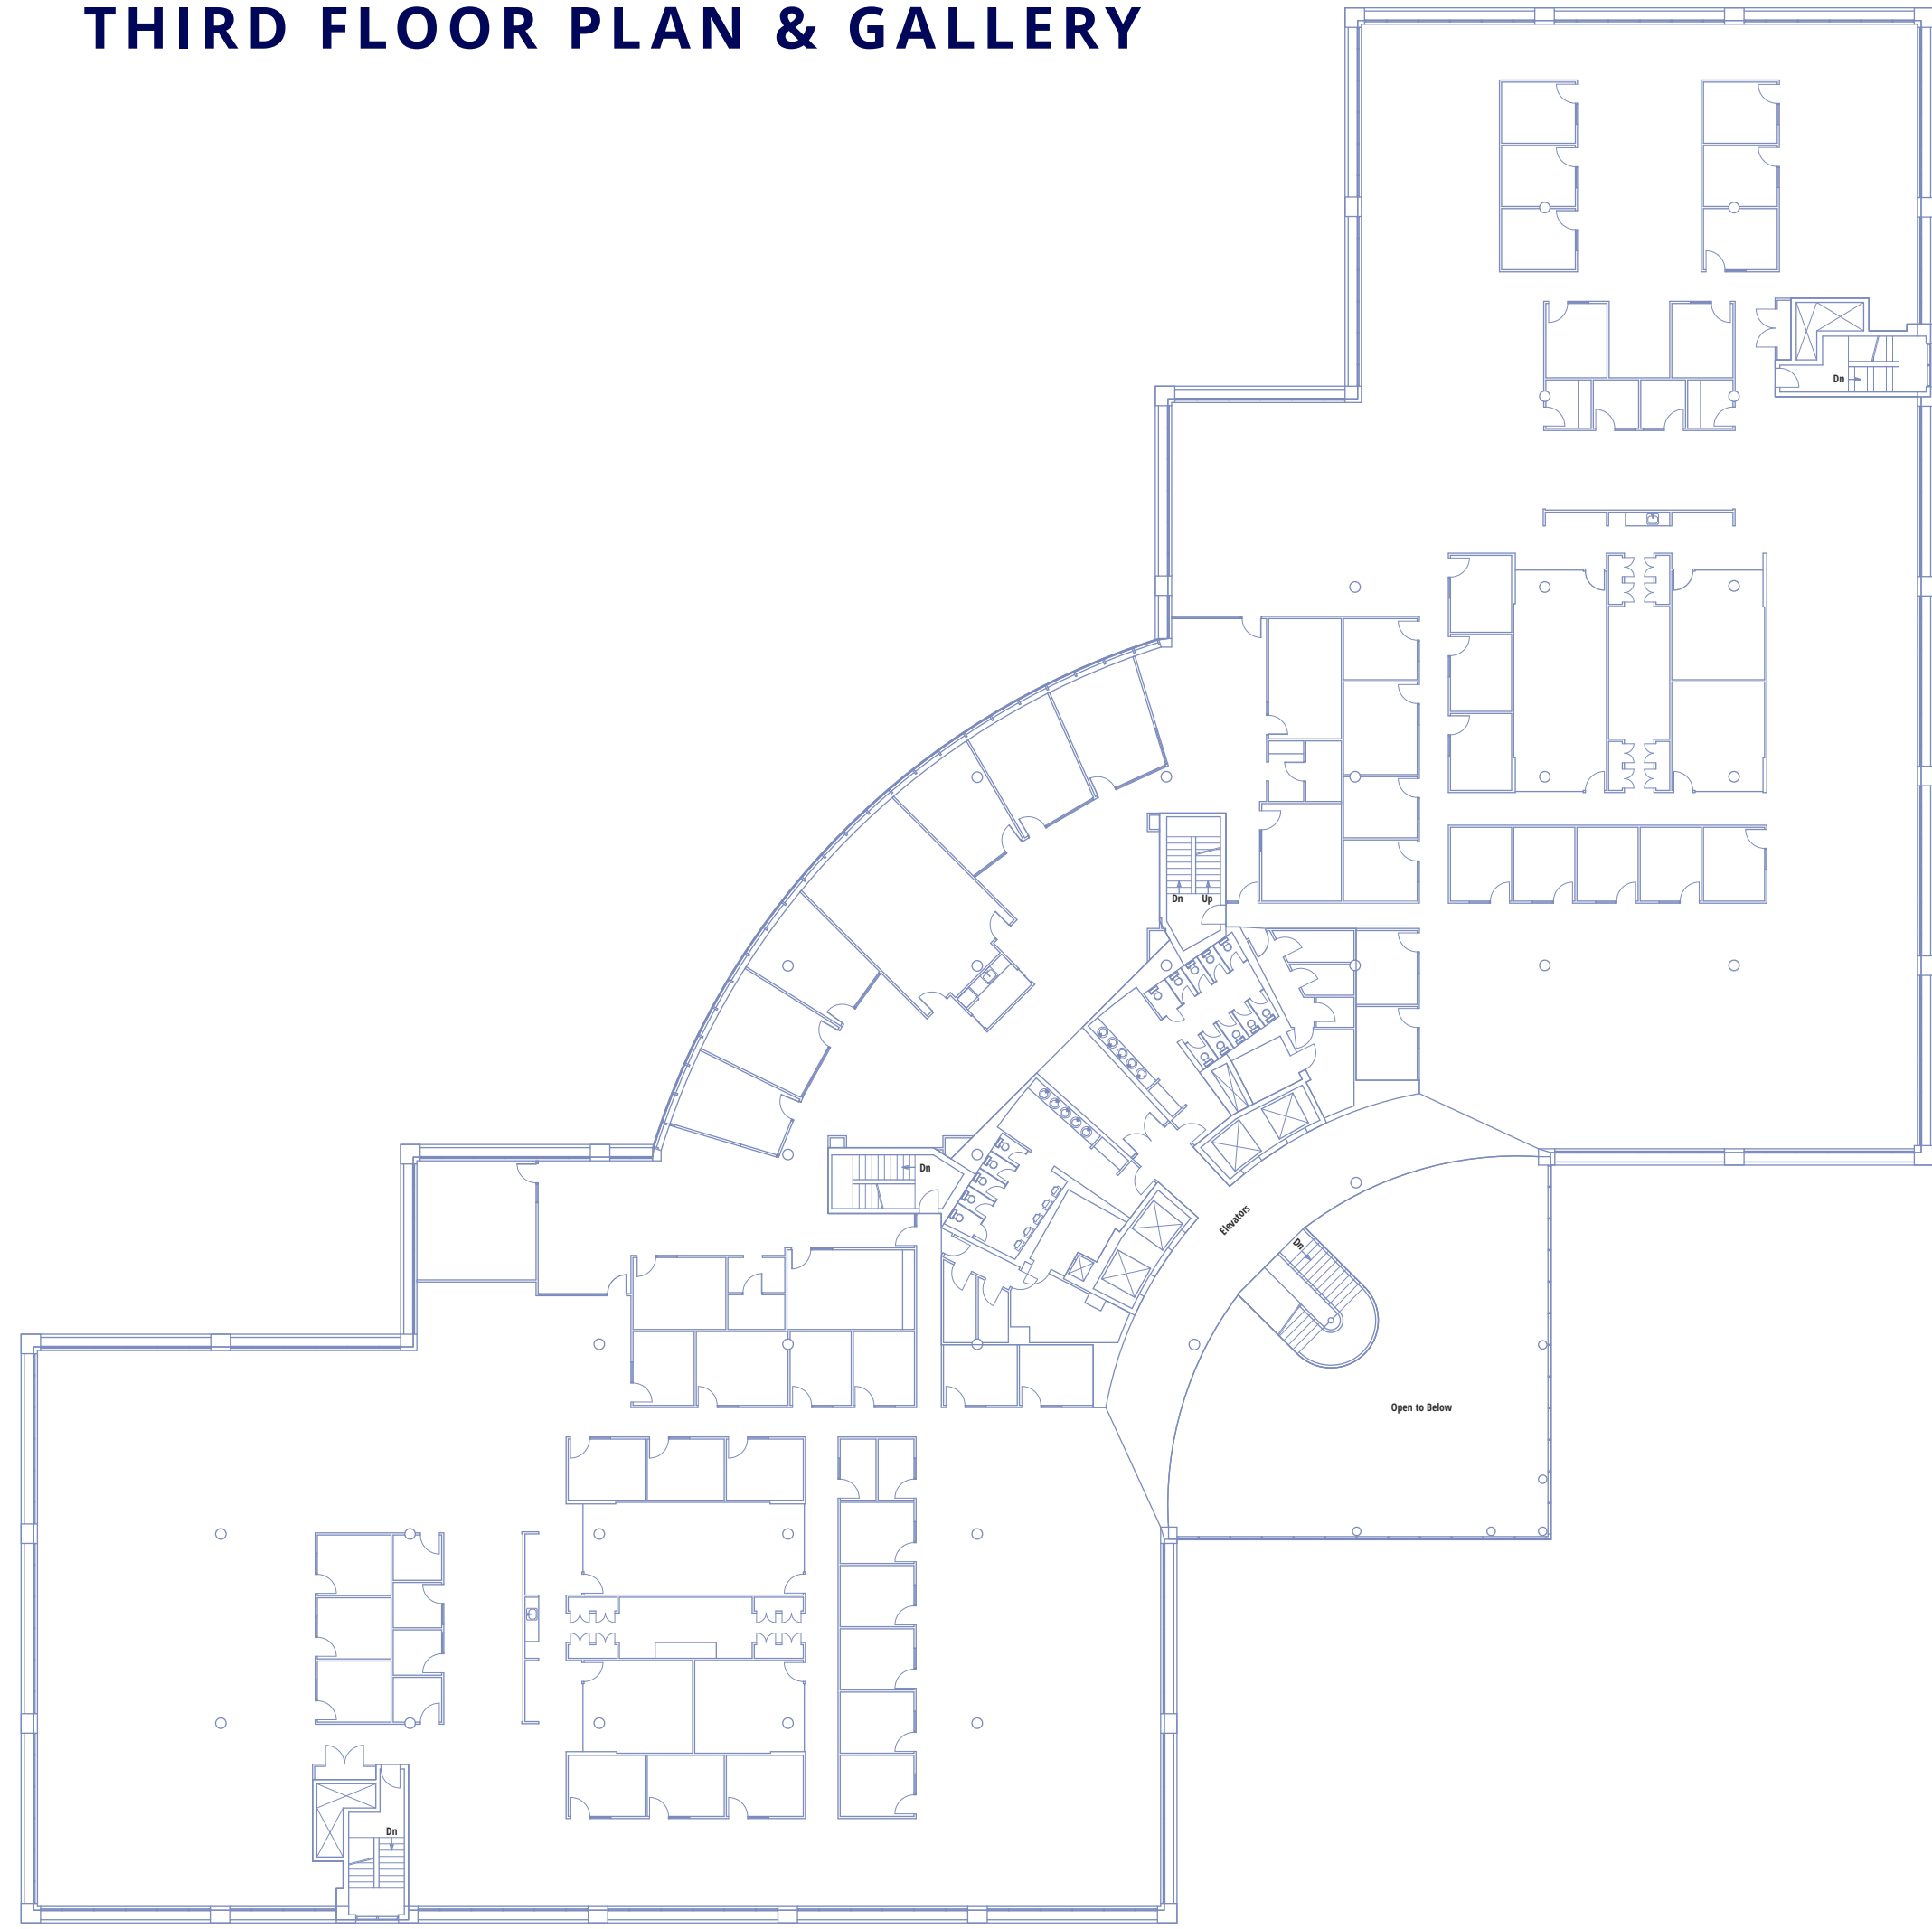 THIRD FLOOR PLAN & GALLERY
Dn
Dn
Up
Dn
Elevators
Dn
Open to Below
Dn